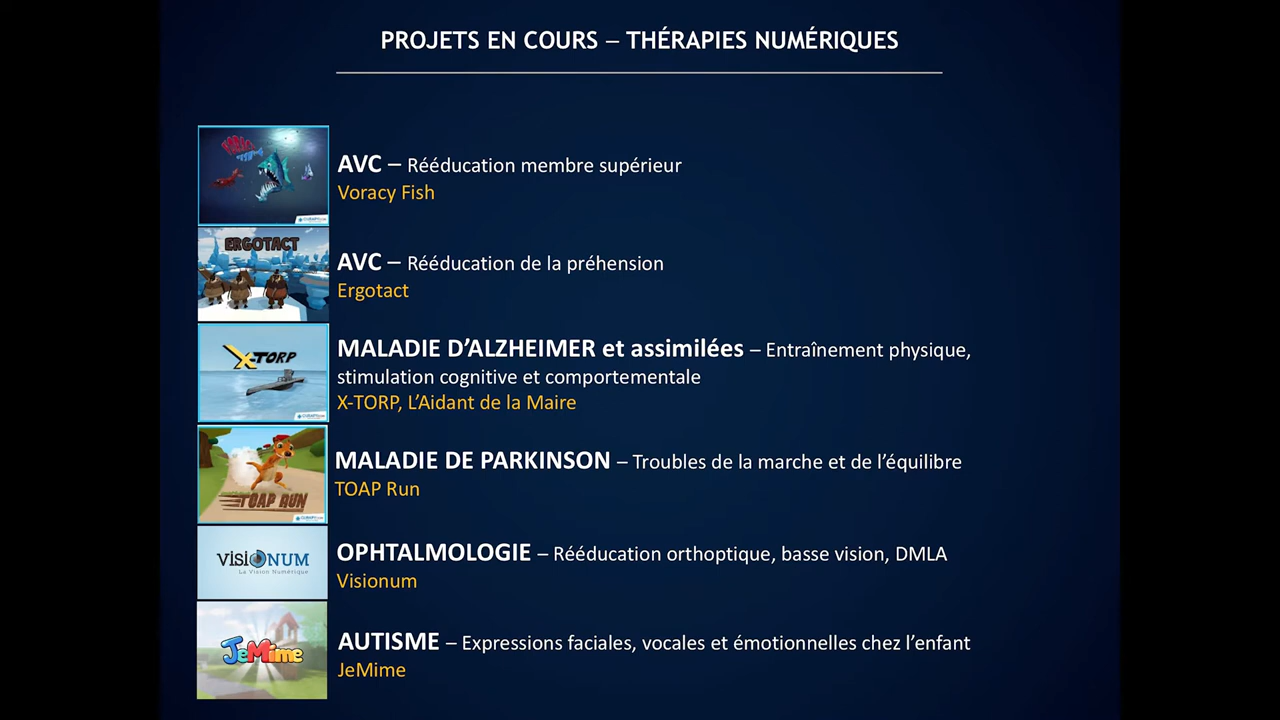 PROJETS EN COURS – THÉRAPIES NUMÉRIQUES
AVC – Rééducation membre supérieur
Voracy Fish
ERGOTACT
AVC – Rééducation de la préhension
Ergotact
X-TORP
MALADIE D’ALZHEIMER et assimilées – Entraînement physique,
stimulation cognitive et comportementale
X-TORP, L’Aidant de la Maire
TOAP RUN
MALADIE DE PARKINSON – Troubles de la marche et de l’équilibre
TOAP Run
VISIONUM
La Vision Numérique
OPHTALMOLOGIE – Rééducation orthoptique, basse vision, DMLA
Visionum
JeMime
AUTISME – Expressions faciales, vocales et émotionnelles chez l’enfant
JeMime